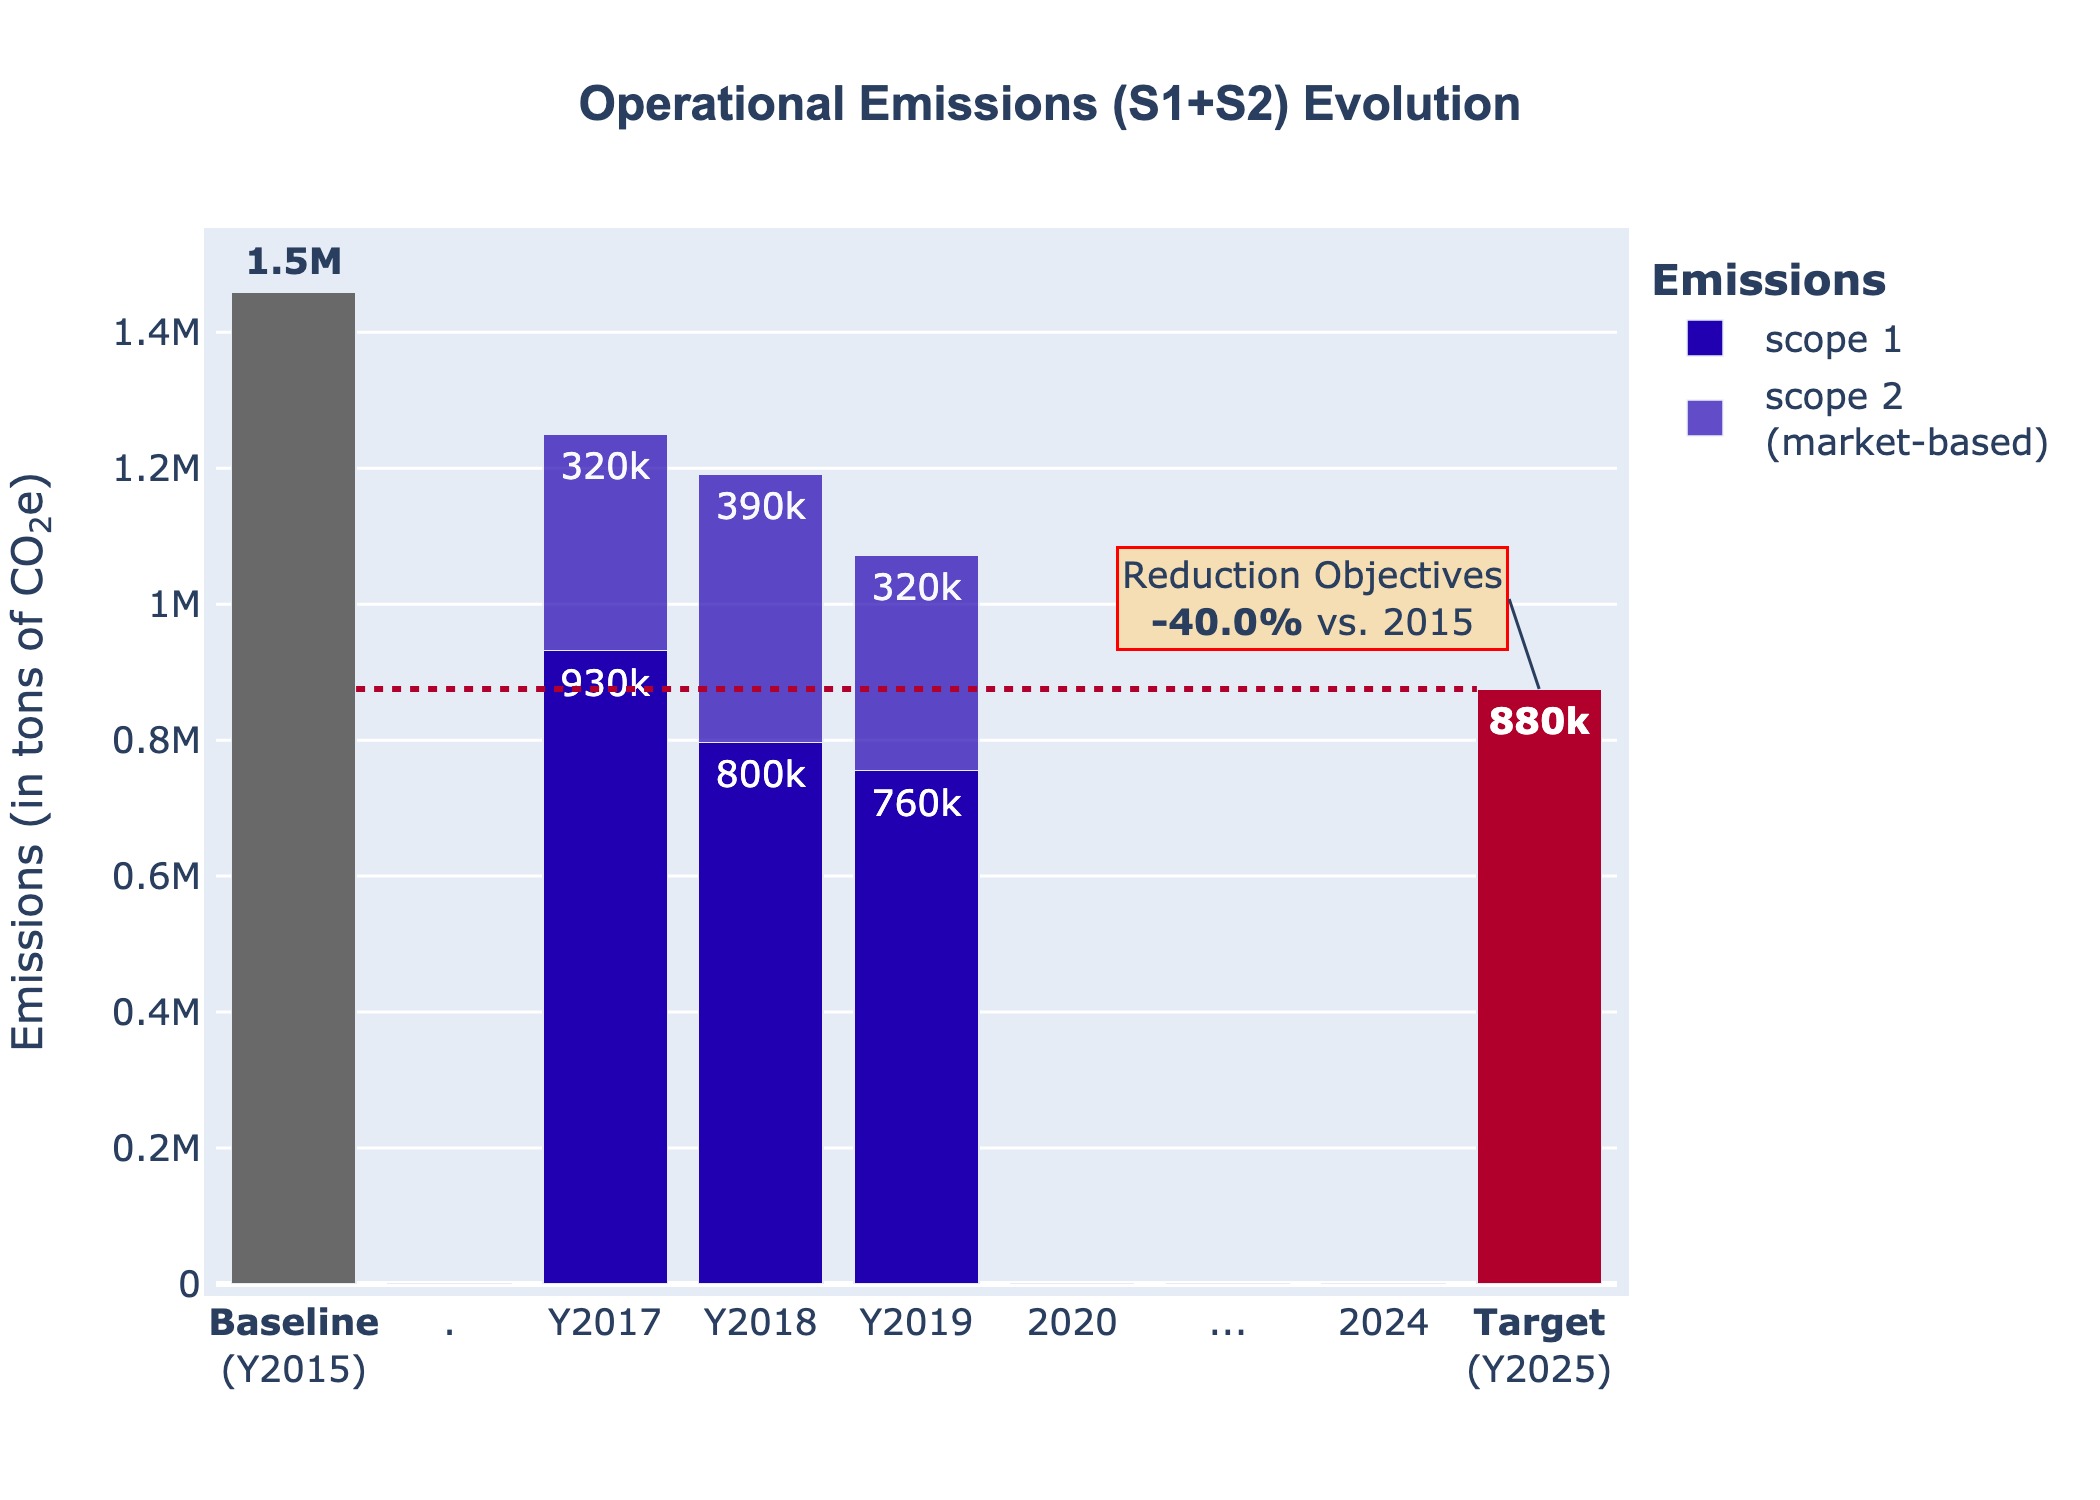 Operational Emissions (S1+S2) Evolution
Emissions (in tons of CO₂e)
1.4M
1.2M
1M
0.8M
0.6M
0.4M
0.2M
0
1.5M
320k
930k
390k
800k
320k
760k
Reduction Objectives
-40.0% vs. 2015
880k
Baseline
(Y2015)
.
Y2017
Y2018
Y2019
2020
...
2024
Target
(Y2025)
Emissions
scope 1
scope 2
(market-based)